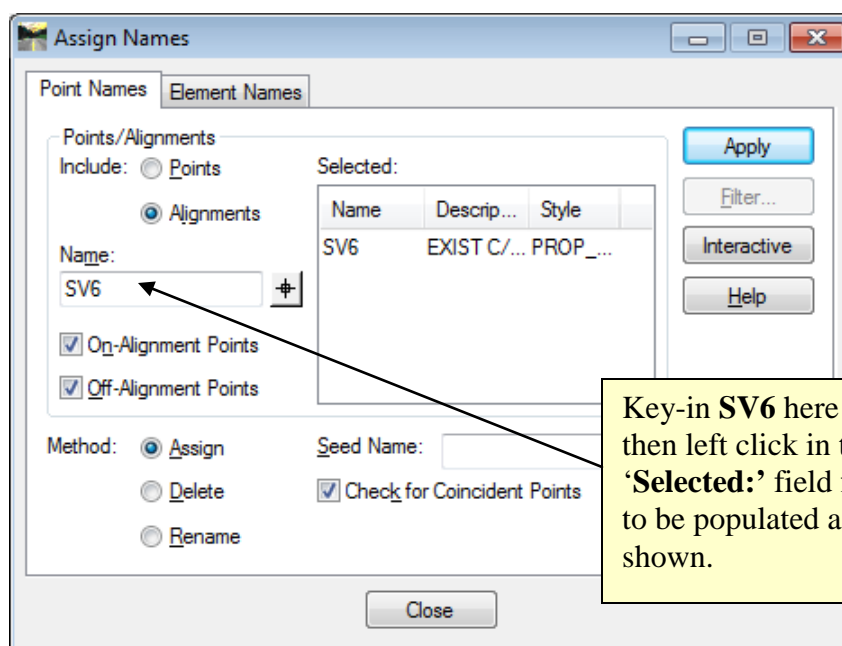 Assign Names
Point Names Element Names
Points/Alignments
Include: Points
Alignments
Name:
SV6
On-Alignment Points
Off-Alignment Points
Selected:
Name Descrip... Style
SV6 EXIST C/... PROP_...
Apply
Filter...
Interactive
Help
Method: Assign
Delete
Rename
Seed Name:
Check for Coincident Points
Key-in SV6 here
then left click in
‘Selected:’ field
to be populated
shown.
Close